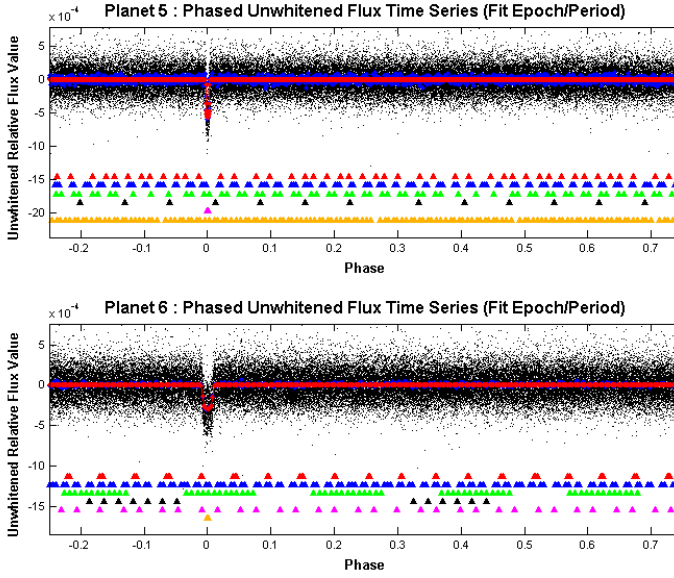 Planet 5 : Phased Unwhitened Flux Time Series (Fit Epoch/Period)
x 10^-4
5
0
-5
-10
-15
-20
Unwhitened Relative Flux Value
-0.2 -0.1 0 0.1 0.2 0.3 0.4 0.5 0.6 0.7
Phase
Planet 6 : Phased Unwhitened Flux Time Series (Fit Epoch/Period)
x 10^-4
5
0
-5
-10
-15
Unwhitened Relative Flux Value
-0.2 -0.1 0 0.1 0.2 0.3 0.4 0.5 0.6 0.7
Phase